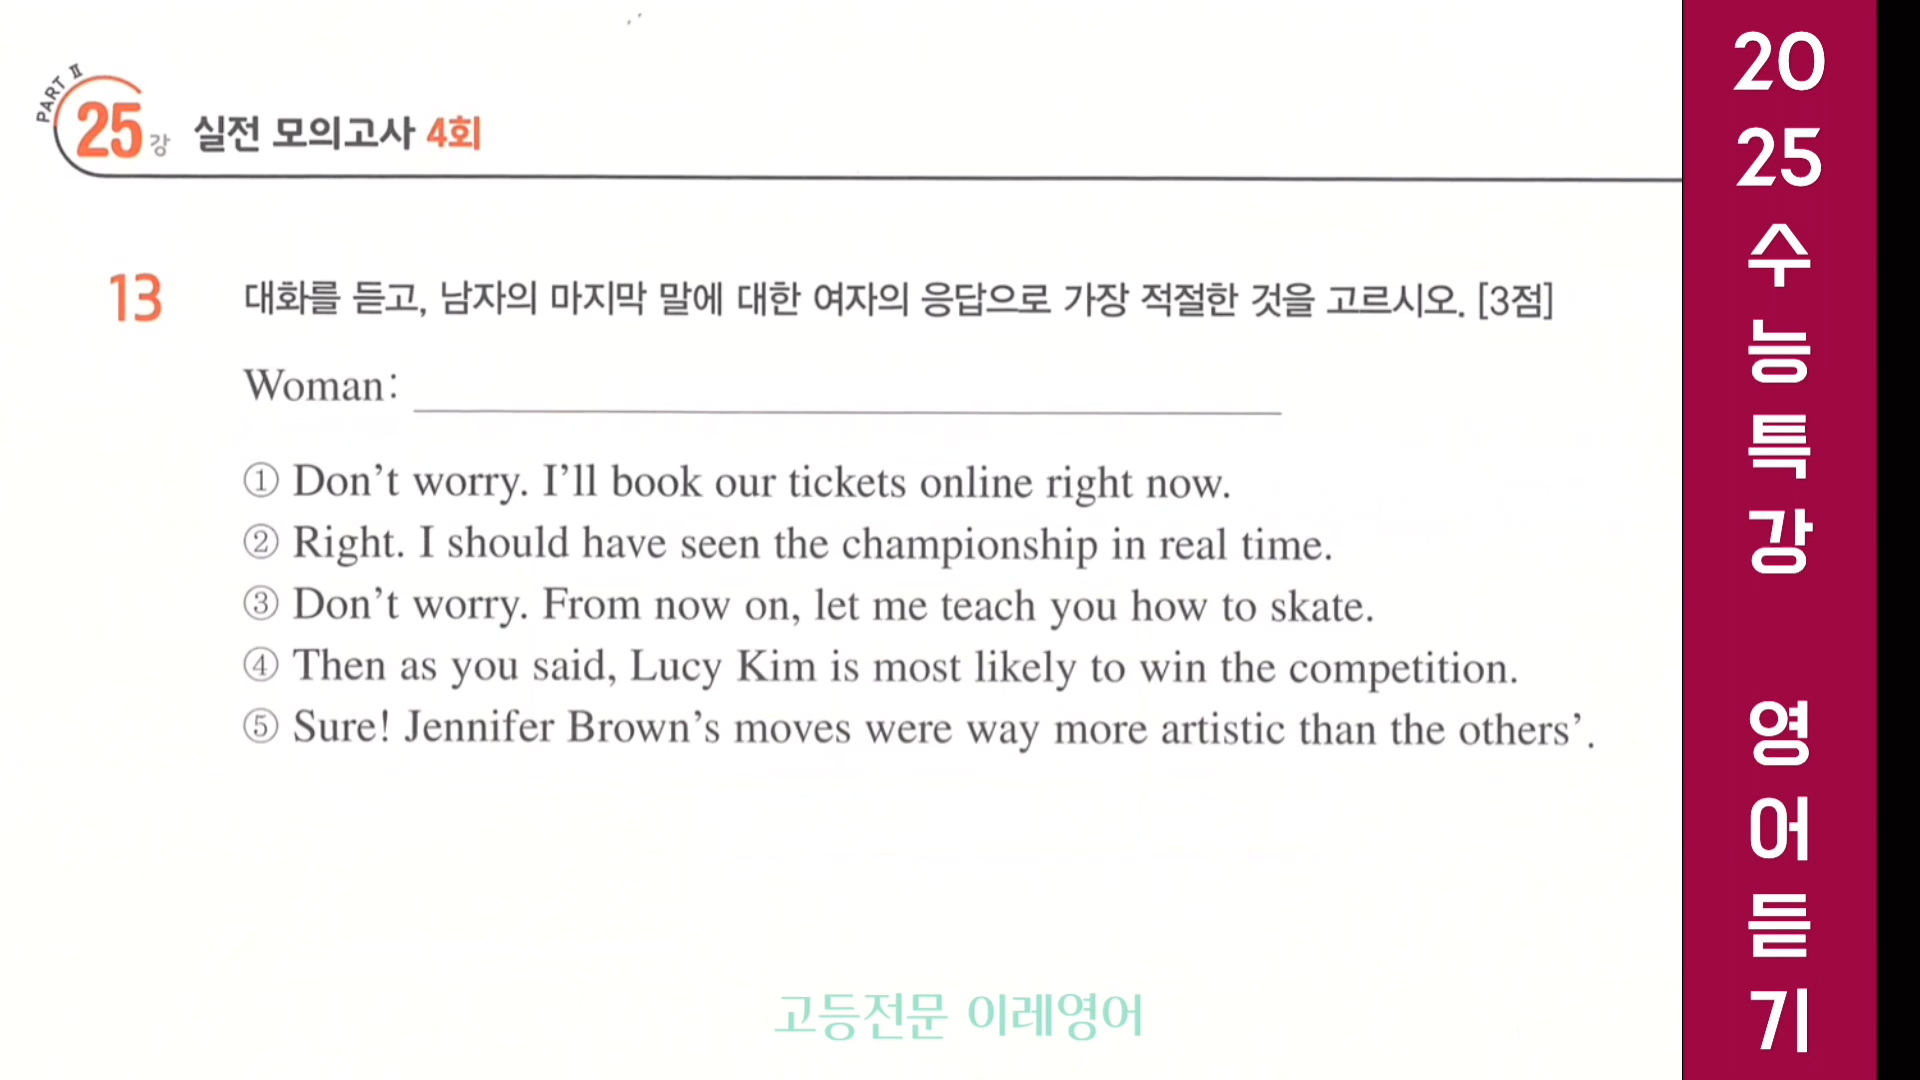 PART Ⅱ
25강 실전 모의고사 4회
13 대화를 듣고, 남자의 마지막 말에 대한 여자의 응답으로 가장 적절한 것을 고르시오. [3점]
Woman:
① Don’t worry. I’ll book our tickets online right now.
② Right. I should have seen the championship in real time.
③ Don’t worry. From now on, let me teach you how to skate.
④ Then as you said, Lucy Kim is most likely to win the competition.
⑤ Sure! Jennifer Brown’s moves were way more artistic than the others’.
고등전문 이레영어
20
25
수
능
특
강
영
어
듣
기